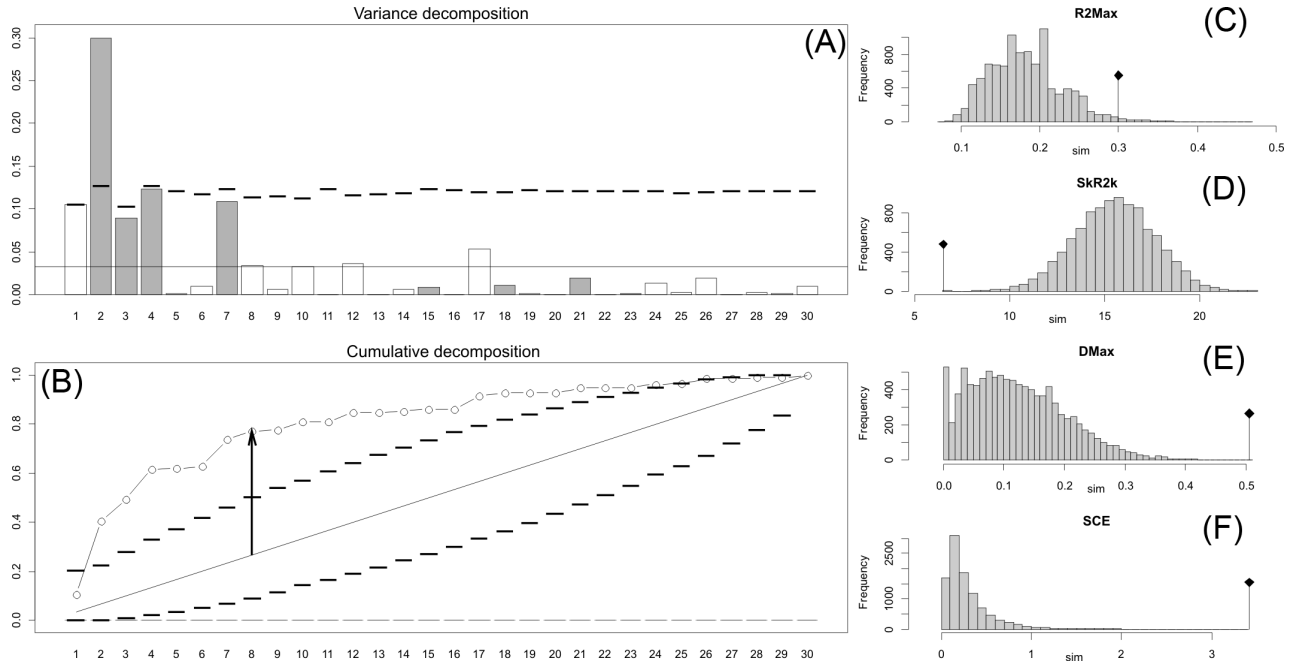 Variance decomposition
(A)
0.30
0.25
0.20
0.15
0.10
0.05
0.00
1 2 3 4 5 6 7 8 9 10 11 12 13 14 15 16 17 18 19 20 21 22 23 24 25 26 27 28 29 30
Cumulative decomposition
(B)
1.0
0.8
0.6
0.4
0.2
0.0
1 2 3 4 5 6 7 8 9 10 11 12 13 14 15 16 17 18 19 20 21 22 23 24 25 26 27 28 29 30
R2Max
(C)
Frequency
800
400
0
0.1 0.2 0.3 0.4 0.5
sim
SkR2k
(D)
Frequency
800
400
0
5 10 15 20
sim
DMax
(E)
Frequency
400
200
0
0.0 0.1 0.2 0.3 0.4 0.5
sim
SCE
(F)
Frequency
2500
1000
0
0 1 2 3
sim